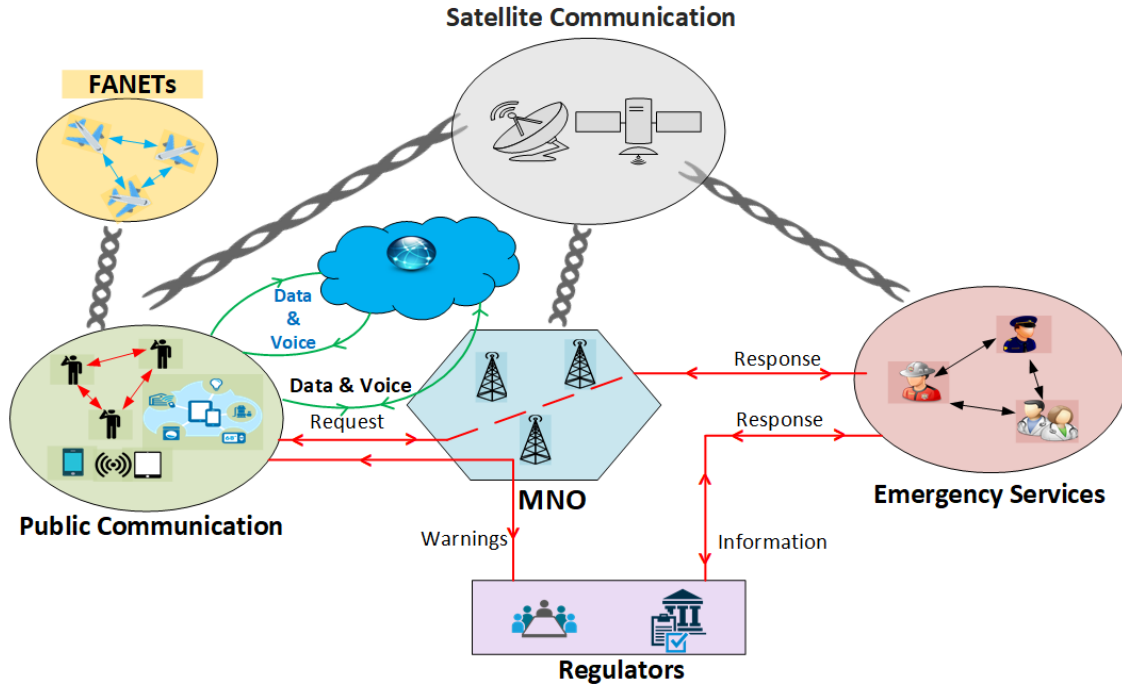 Satellite Communication
FANETs
Data
&
Voice
Data & Voice
Request
Response
Response
Public Communication
MNO
Emergency Services
Warnings
Information
Regulators